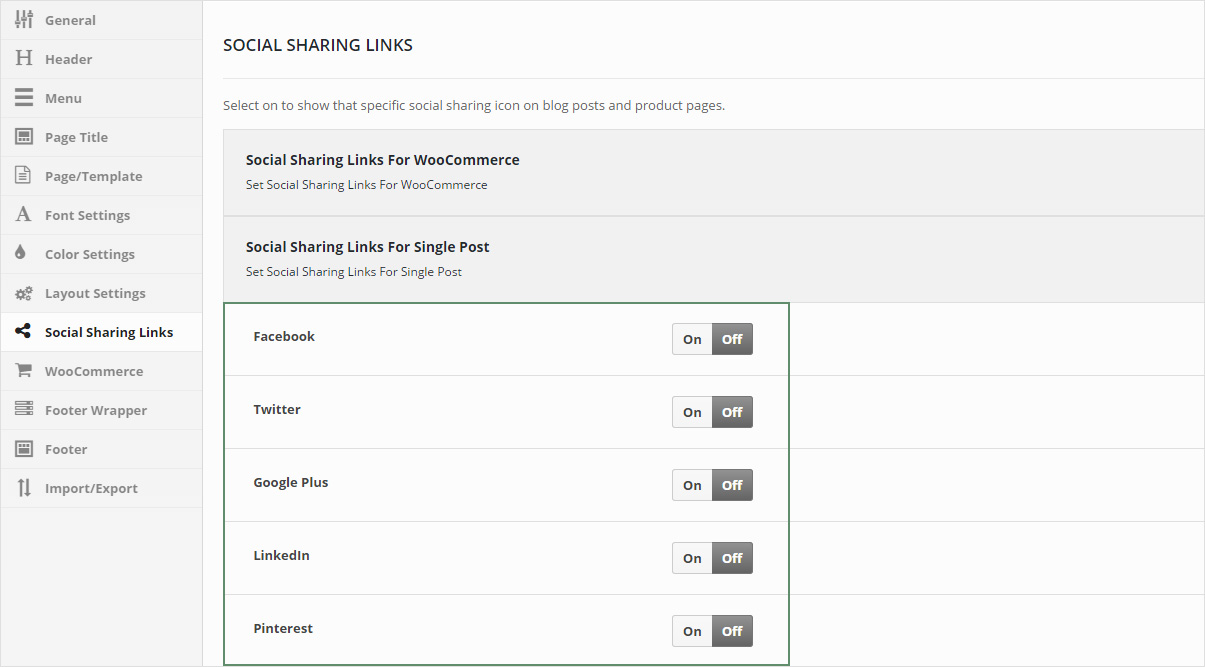 General
Header
Menu
Page Title
Page/Template
Font Settings
Color Settings
Layout Settings
Social Sharing Links
WooCommerce
Footer Wrapper
Footer
Import/Export
SOCIAL SHARING LINKS
Select on to show that specific social sharing icon on blog posts and product pages.
Social Sharing Links For WooCommerce
Set Social Sharing Links For WooCommerce
Social Sharing Links For Single Post
Set Social Sharing Links For Single Post
Facebook On Off
Twitter On Off
Google Plus On Off
LinkedIn On Off
Pinterest On Off